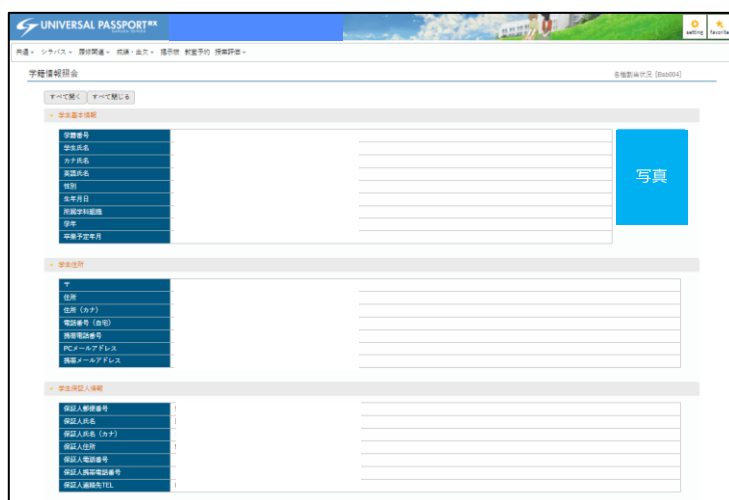 UNIVERSAL PASSPORT RX
setting favorite
共通 シラバス 履修関連 成績・出欠 掲示板 教室予約 授業評価
学籍情報照会
各種割当状況 [Bsb004]
すべて開く すべて閉じる
学生基本情報
学籍番号
学生氏名
カナ氏名
英語氏名
性別
生年月日
所属学科組織
学年
卒業予定年月
写真
学生住所
〒
住所
住所（カナ）
電話番号（自宅）
携帯電話番号
PCメールアドレス
携帯メールアドレス
学生保証人情報
保証人郵便番号
保証人氏名
保証人氏名（カナ）
保証人住所
保証人電話番号
保証人携帯電話番号
保証人連絡先TEL